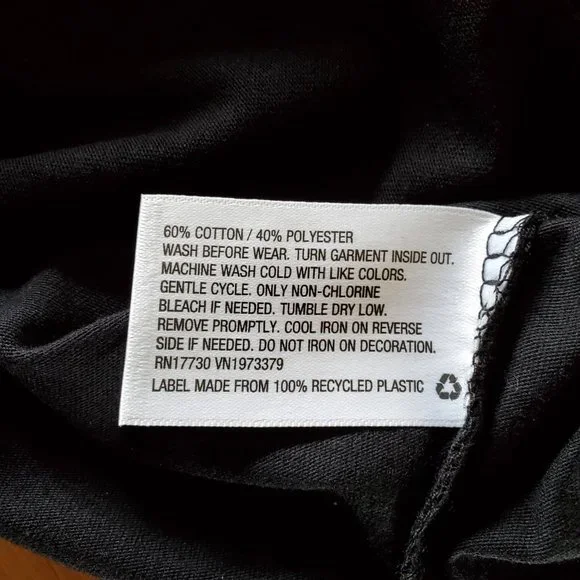 60% COTTON / 40% POLYESTER
WASH BEFORE WEAR. TURN GARMENT INSIDE OUT.
MACHINE WASH COLD WITH LIKE COLORS.
GENTLE CYCLE. ONLY NON-CHLORINE
BLEACH IF NEEDED. TUMBLE DRY LOW.
REMOVE PROMPTLY. COOL IRON ON REVERSE
SIDE IF NEEDED. DO NOT IRON ON DECORATION.
RN17730 VN1973379
LABEL MADE FROM 100% RECYCLED PLASTIC